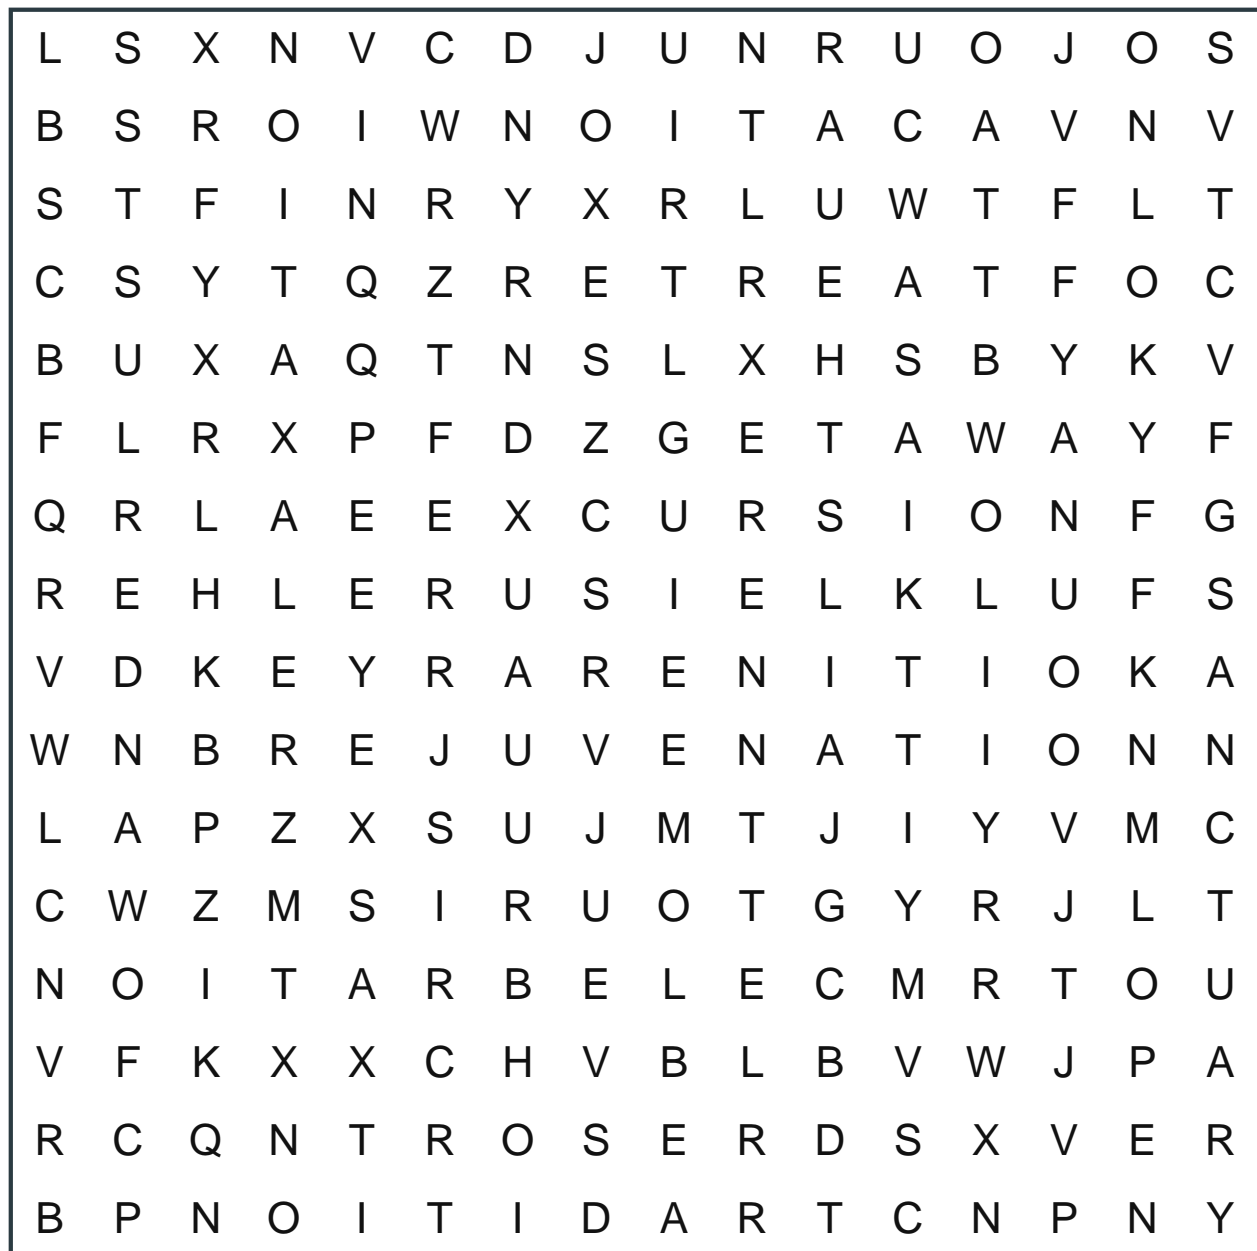 L S X N V C D J U N R U O J O S
B S R O I W N O I T A C A V N V
S T F I N R Y X R L U W T F L T
C S Y T Q Z R E T R E A T F O C
B U X A Q T N S L X H S B Y K V
F L R X P F D Z G E T A W A Y F
Q R L A E E X C U R S I O N F G
R E H L E R U S I E L K L U F S
V D K E Y R A R E N I T I O K A
W N B R E J U V E N A T I O N N
L A P Z X S U J M T J I Y V M C
C W Z M S I R U O T G Y R J L T
N O I T A R B E L E C M R T O U
V F K X X C H V B L B V W J P A
R C Q N T R O S E R D S X V E R
B P N O I T I D A R T C N P N Y